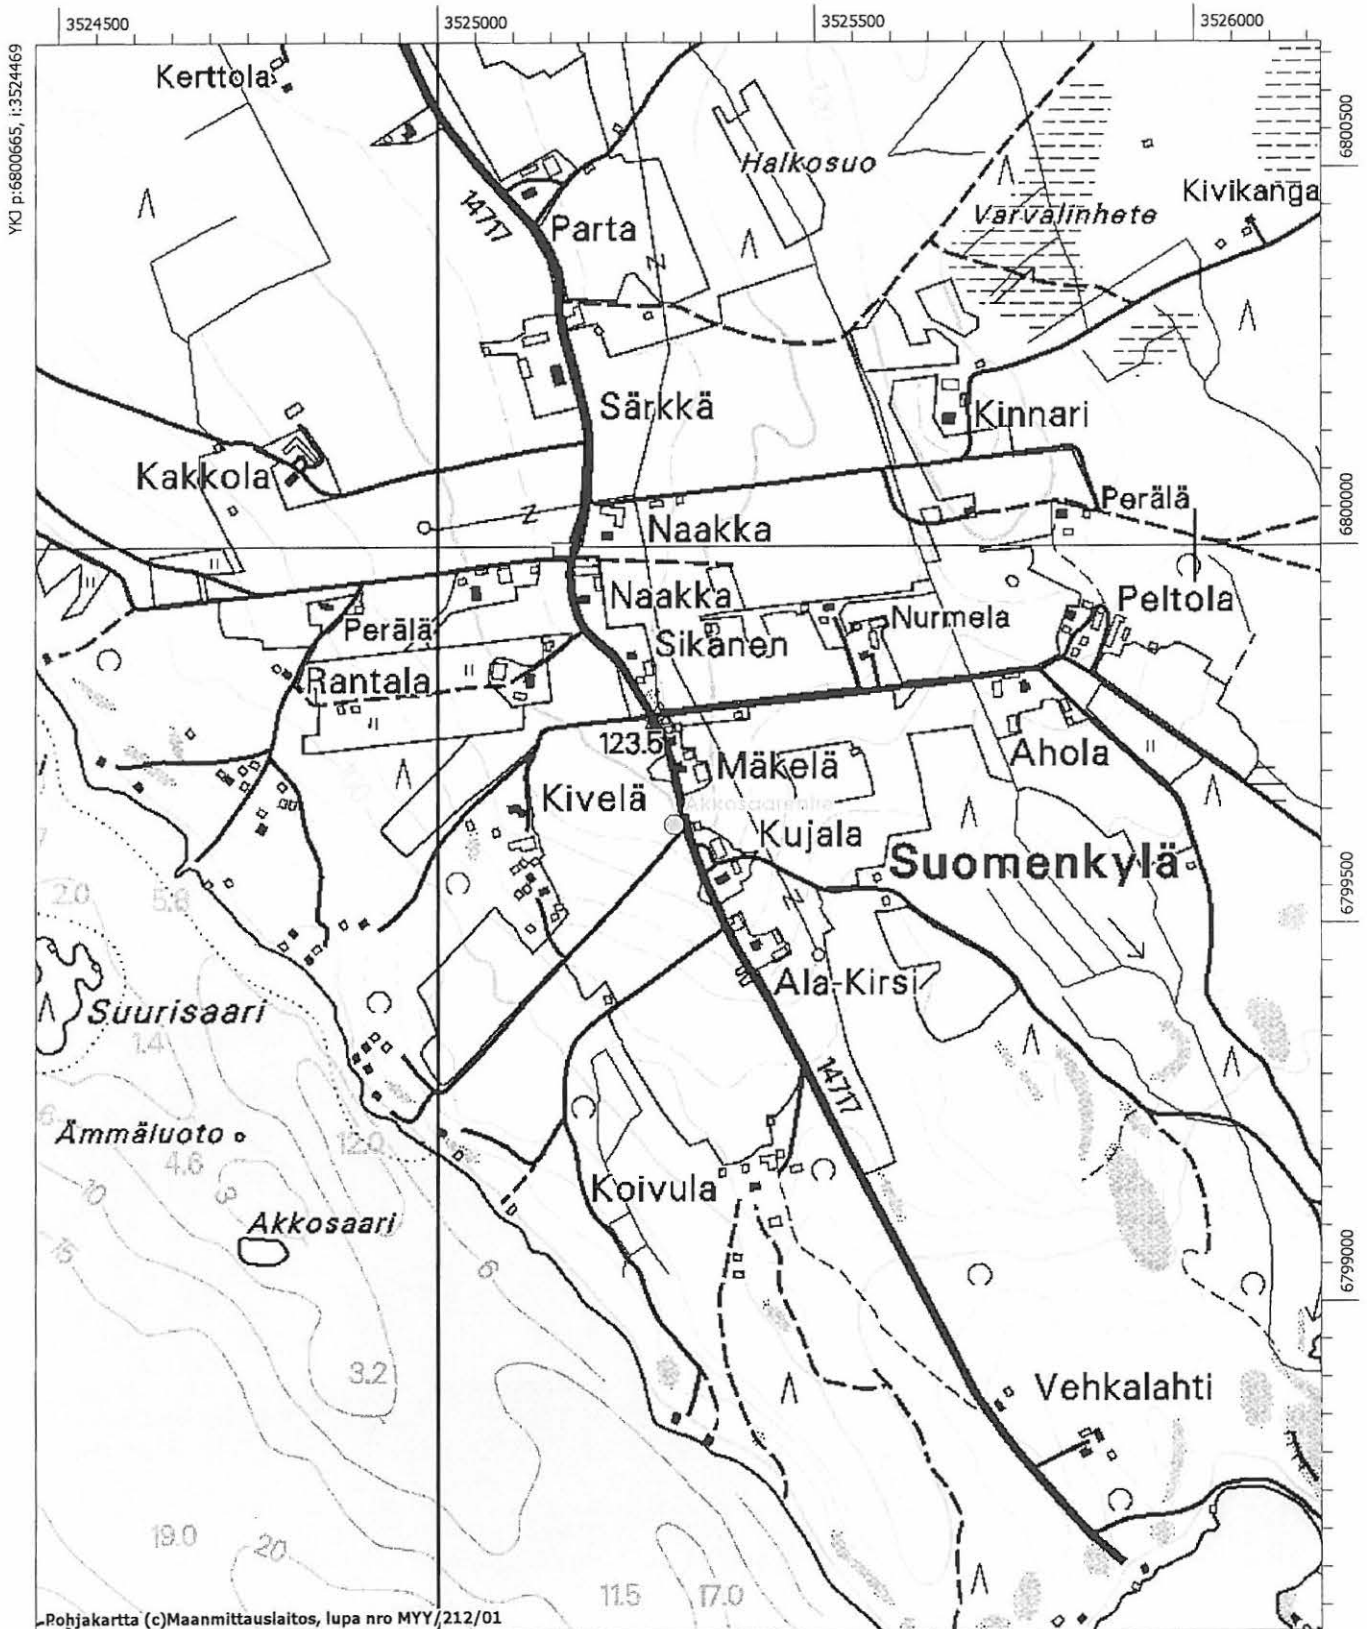 3524500
3525000
3525500
3526000
YKJ p:6800665, i:3524469
Kerttola
6800500
Halkosuo
Kivikanga
Varvalinhete
14717
Parta
Särkkä
Kinnari
Kakkola
Perälä
6800000
Naakka
Naakka
Peltola
Nurmela
Perälä
Sikanen
Rantala
123.5
Ahola
Mäkelä
Kivelä
Kujala
Suomenkylä
6799500
2.0
5.8
Ala-Kirsi
Suurisaari
1.4
14717
Ämmäluoto
12.0
4.6
Koivula
10
3
Akkosaari
15
6
6799000
3.2
Vehkalahti
19.0
20
11.5
17.0
Pohjakartta (c)Maanmittauslaitos, lupa nro MYY/212/01